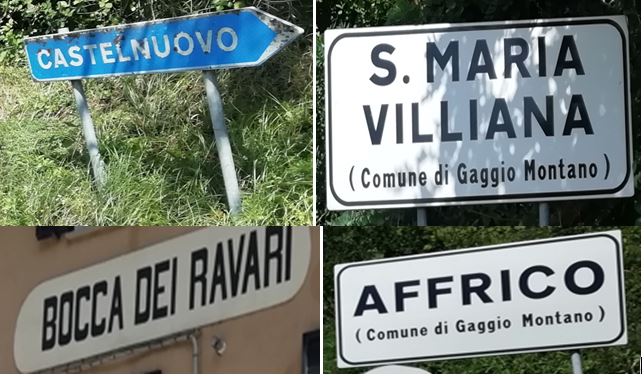 CASTELNUOVO
S. MARIA
VILLIANA
( Comune di Gaggio Montano )
BOCCA DEI RAVARI
AFFRICO
( Comune di Gaggio Montano )